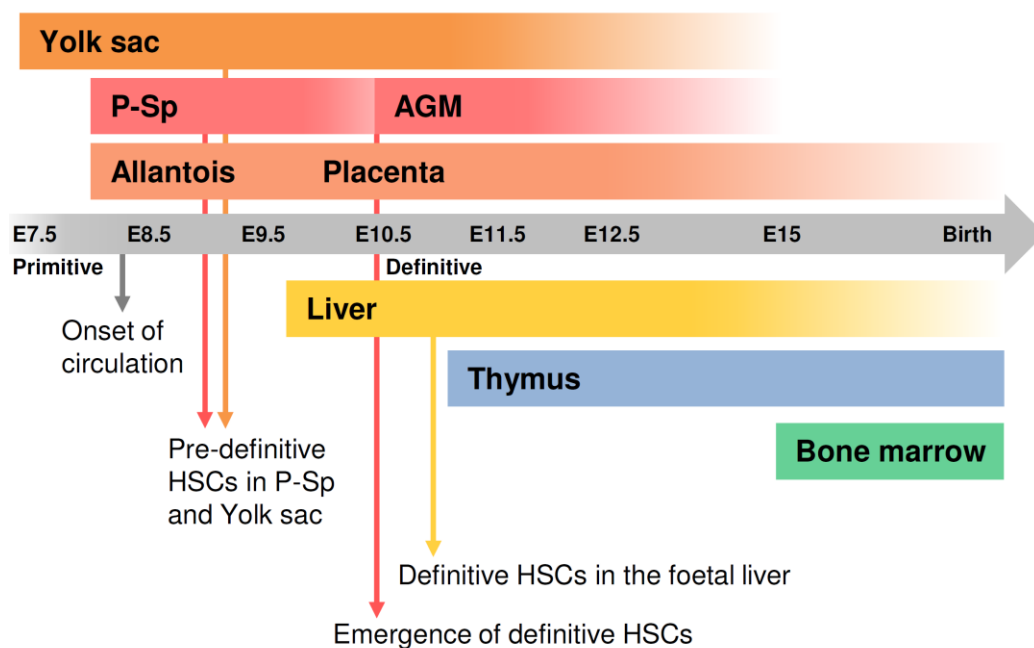 Yolk sac
P-Sp AGM
Allantois Placenta
E7.5 E8.5 E9.5 E10.5 E11.5 E12.5 E15 Birth
Primitive Definitive
Liver
Onset of
circulation
Thymus
Bone marrow
Pre-definitive
HSCs in P-Sp
and Yolk sac
Definitive HSCs in the foetal liver
Emergence of definitive HSCs